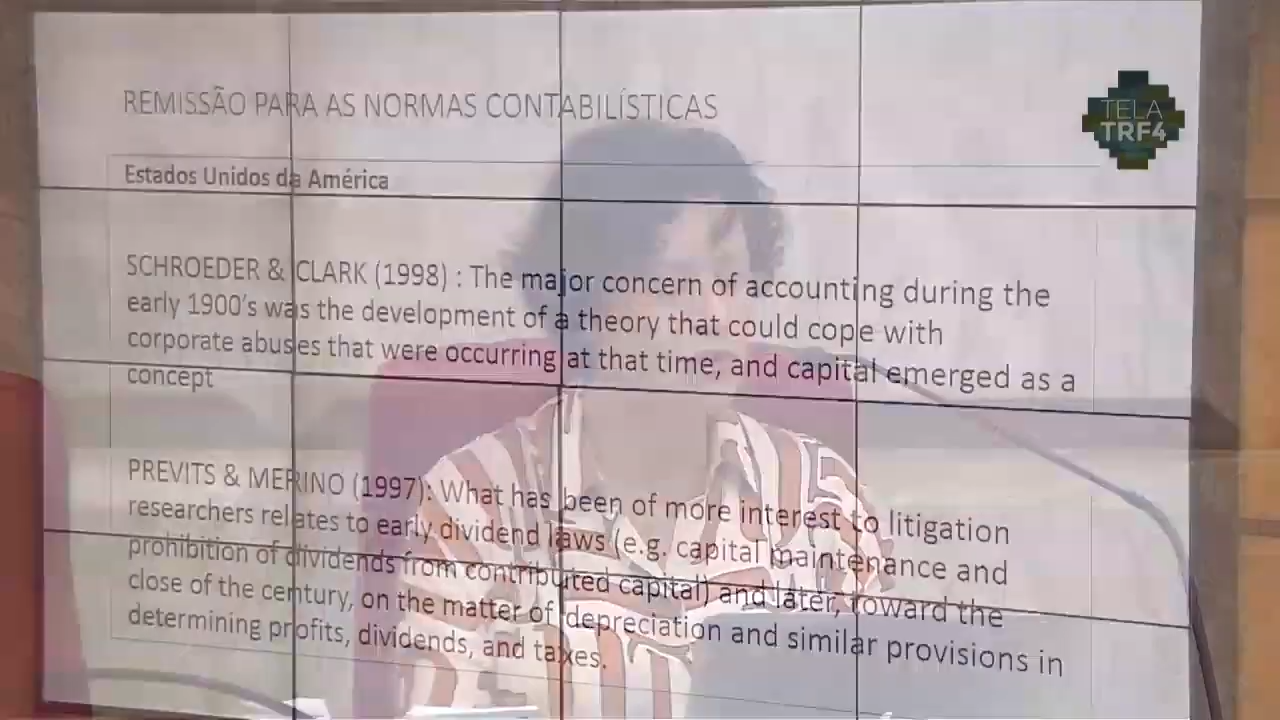 REMISSÃO PARA AS NORMAS CONTABILÍSTICAS
TELA
TRF4
Estados Unidos da América
SCHROEDER & CLARK (1998) : The major concern of accounting during the
early 1900's was the development of a theory that could cope with
corporate abuses that were occurring at that time, and capital emerged as a
concept
PREVITS & MERINO (1997): What has been of more interest to litigation
researchers relates to early dividend laws (e.g. capital maintenance and
prohibition of dividends from contributed capital) and later, toward the
close of the century, on the matter of depreciation and similar provisions in
determining profits, dividends, and taxes.